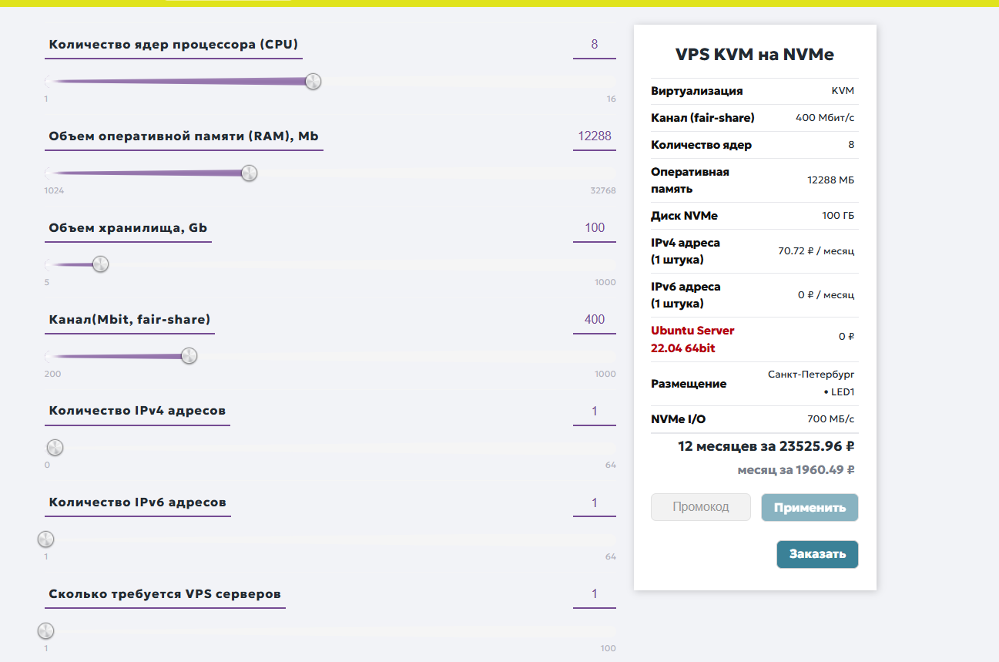 Количество ядер процессора (CPU)
8
1
16
Объем оперативной памяти (RAM), Mb
12288
1024
32768
Объем хранилища, Gb
100
5
1000
Канал(Mbit, fair-share)
400
200
1000
Количество IPv4 адресов
1
0
64
Количество IPv6 адресов
1
1
64
Сколько требуется VPS серверов
1
1
100
VPS KVM на NVMe
Виртуализация
KVM
Канал (fair-share)
400 Мбит/с
Количество ядер
8
Оперативная
память
12288 МБ
Диск NVMe
100 ГБ
IPv4 адреса
(1 штука)
70.72 ₽ / месяц
IPv6 адреса
(1 штука)
0 ₽ / месяц
Ubuntu Server
22.04 64bit
0 ₽
Размещение
Санкт-Петербург
• LED1
NVMe I/O
700 МБ/с
12 месяцев за 23525.96 ₽
месяц за 1960.49 ₽
Промокод
Применить
Заказать